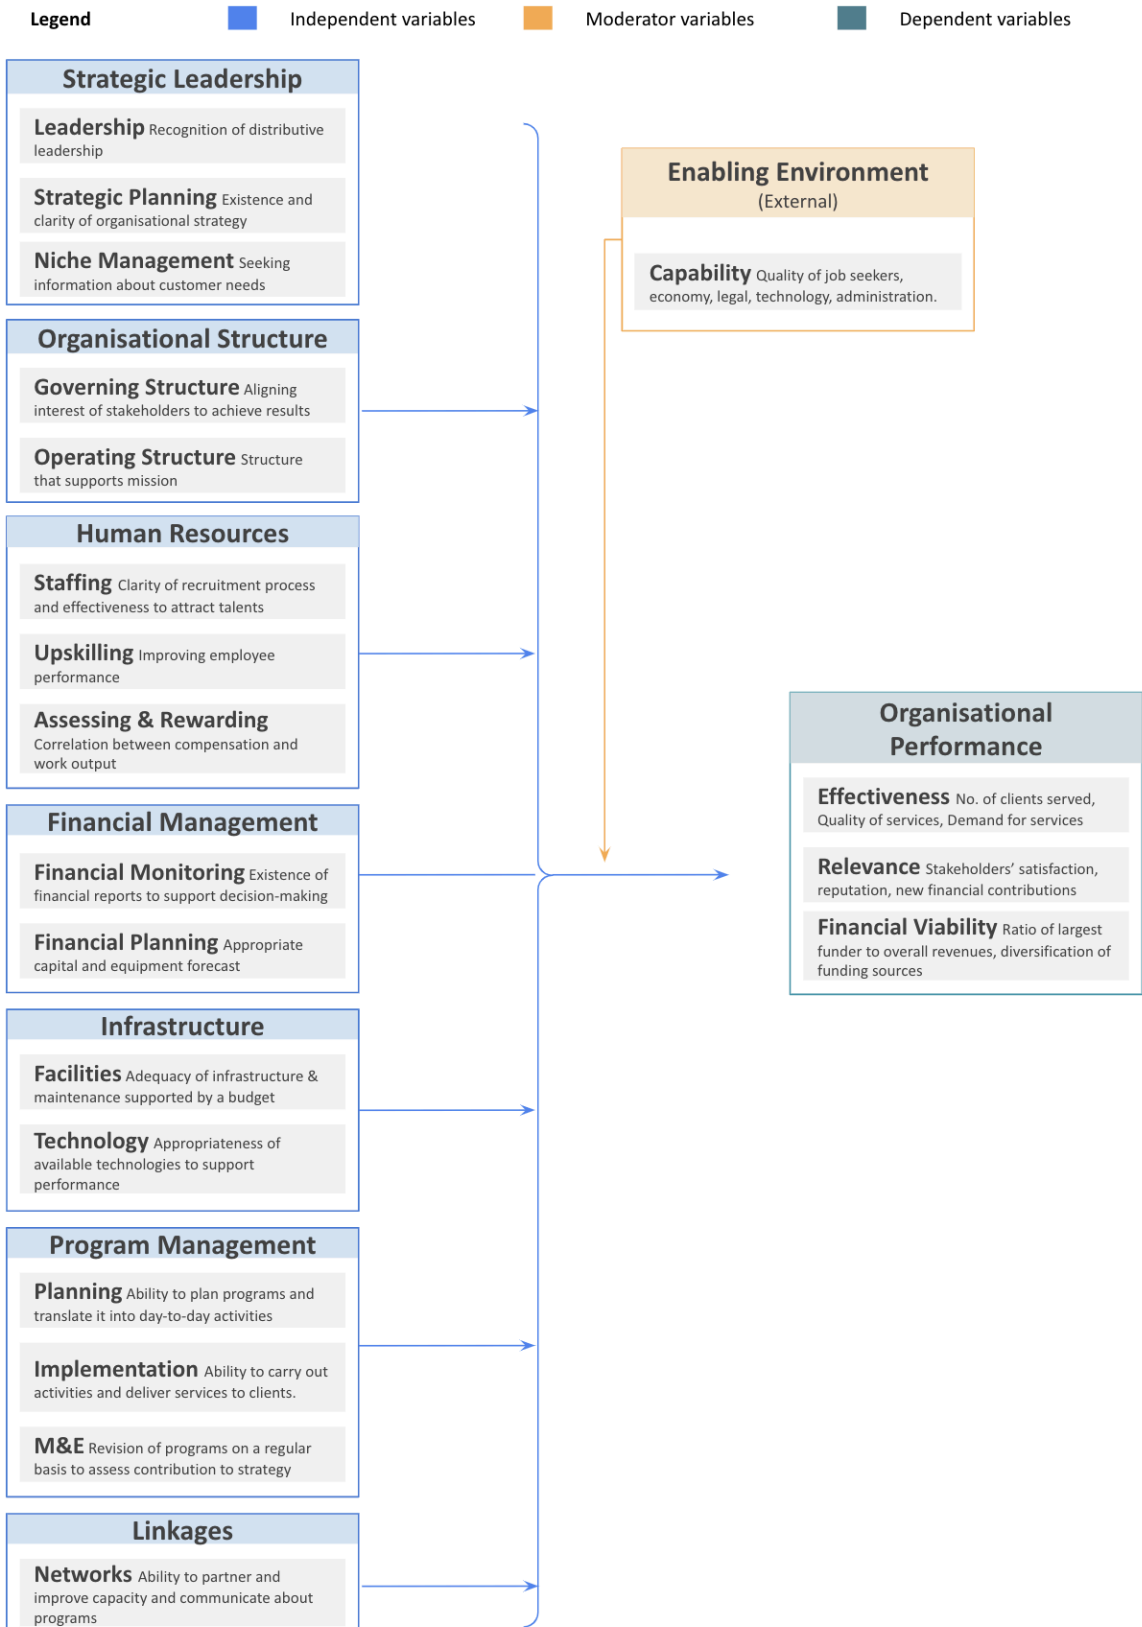 Legend
Independent variables
Moderator variables
Dependent variables
Strategic Leadership
Leadership Recognition of distributive
leadership
Strategic Planning Existence and
clarity of organisational strategy
Niche Management Seeking
information about customer needs
Organisational Structure
Governing Structure Aligning
interest of stakeholders to achieve results
Operating Structure Structure
that supports mission
Human Resources
Staffing Clarity of recruitment process
and effectiveness to attract talents
Upskilling Improving employee
performance
Assessing & Rewarding
Correlation between compensation and
work output
Financial Management
Financial Monitoring Existence of
financial reports to support decision-making
Financial Planning Appropriate
capital and equipment forecast
Infrastructure
Facilities Adequacy of infrastructure &
maintenance supported by a budget
Technology Appropriateness of
available technologies to support
performance
Program Management
Planning Ability to plan programs and
translate it into day-to-day activities
Implementation Ability to carry out
activities and deliver services to clients.
M&E Revision of programs on a regular
basis to assess contribution to strategy
Linkages
Networks Ability to partner and
improve capacity and communicate about
programs
Enabling Environment
(External)
Capability Quality of job seekers,
economy, legal, technology, administration.
Organisational
Performance
Effectiveness No. of clients served,
Quality of services, Demand for services
Relevance Stakeholders’ satisfaction,
reputation, new financial contributions
Financial Viability Ratio of largest
funder to overall revenues, diversification of
funding sources